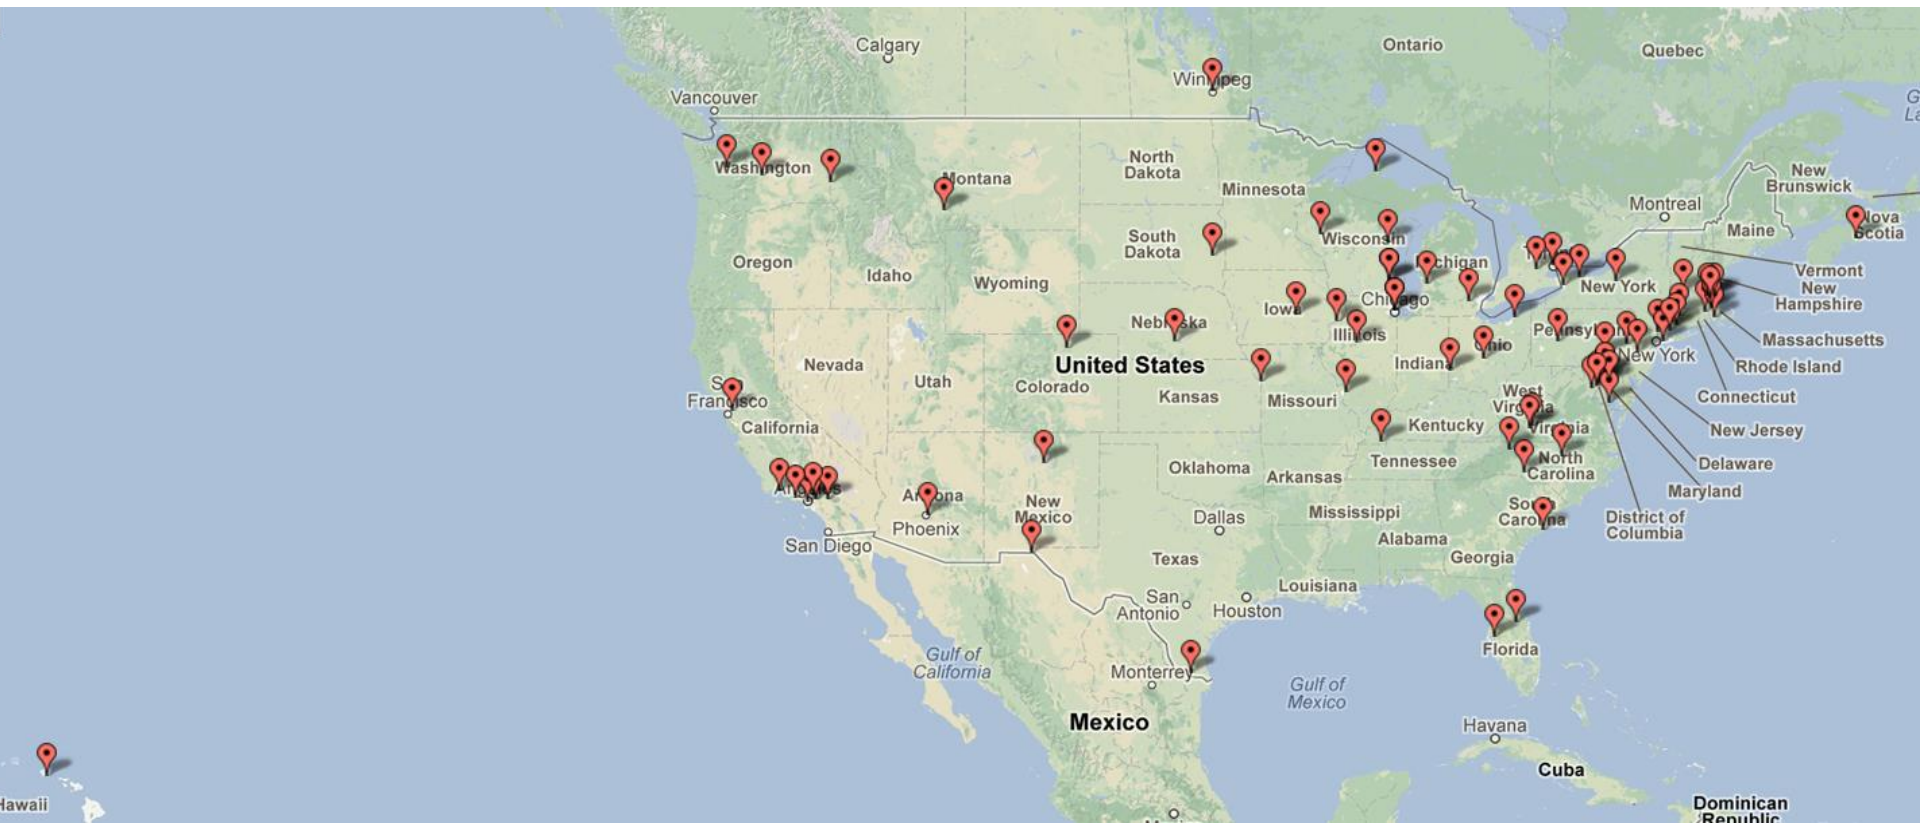 Calgary
Ontario
Quebec
Winnipeg
Vancouver
Washington
Montana
North
Dakota
Minnesota
New
Brunswick
Montreal
Nova
Scotia
Maine
Wisconsin
South
Dakota
Oregon
Idaho
Wyoming
Michigan
Vermont
New
Hampshire
New York
Iowa
Chicago
Nebraska
Illinois
Pennsylvania
Massachusetts
Ohio
New York
United States
Nevada
Utah
Colorado
Indiana
Rhode Island
San
Francisco
Kansas
Missouri
West
Virginia
Connecticut
California
Kentucky
Virginia
New Jersey
Oklahoma
Arkansas
Tennessee
North
Carolina
Delaware
Angeles
Arizona
Maryland
New
Mexico
Phoenix
Dallas
Mississippi
South
Carolina
District of
Columbia
San Diego
Alabama
Georgia
Texas
Louisiana
San
Antonio
Houston
Florida
Gulf of
California
Monterrey
Gulf of
Mexico
Mexico
Havana
Cuba
Hawaii
Dominican
Republic